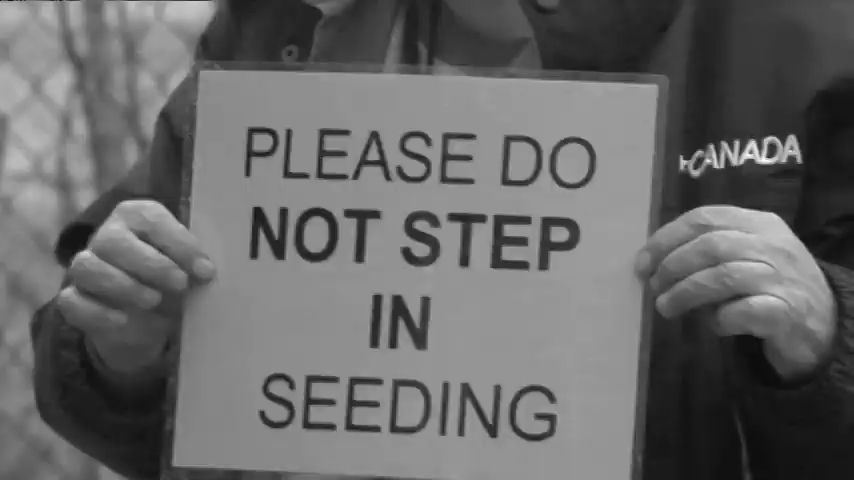 PLEASE DO
NOT STEP
IN
SEEDING
CANADA